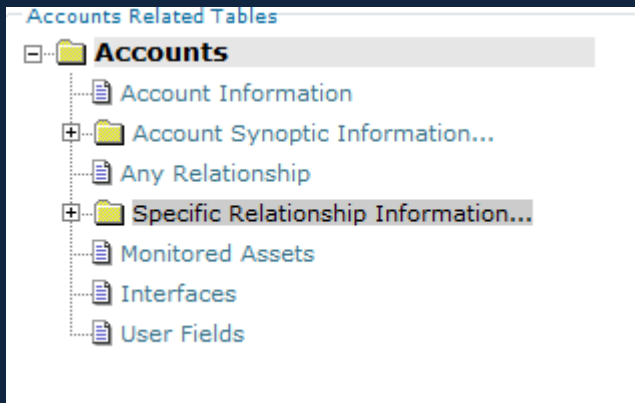 Accounts Related Tables
Accounts
Account Information
Account Synoptic Information...
Any Relationship
Specific Relationship Information...
Monitored Assets
Interfaces
User Fields